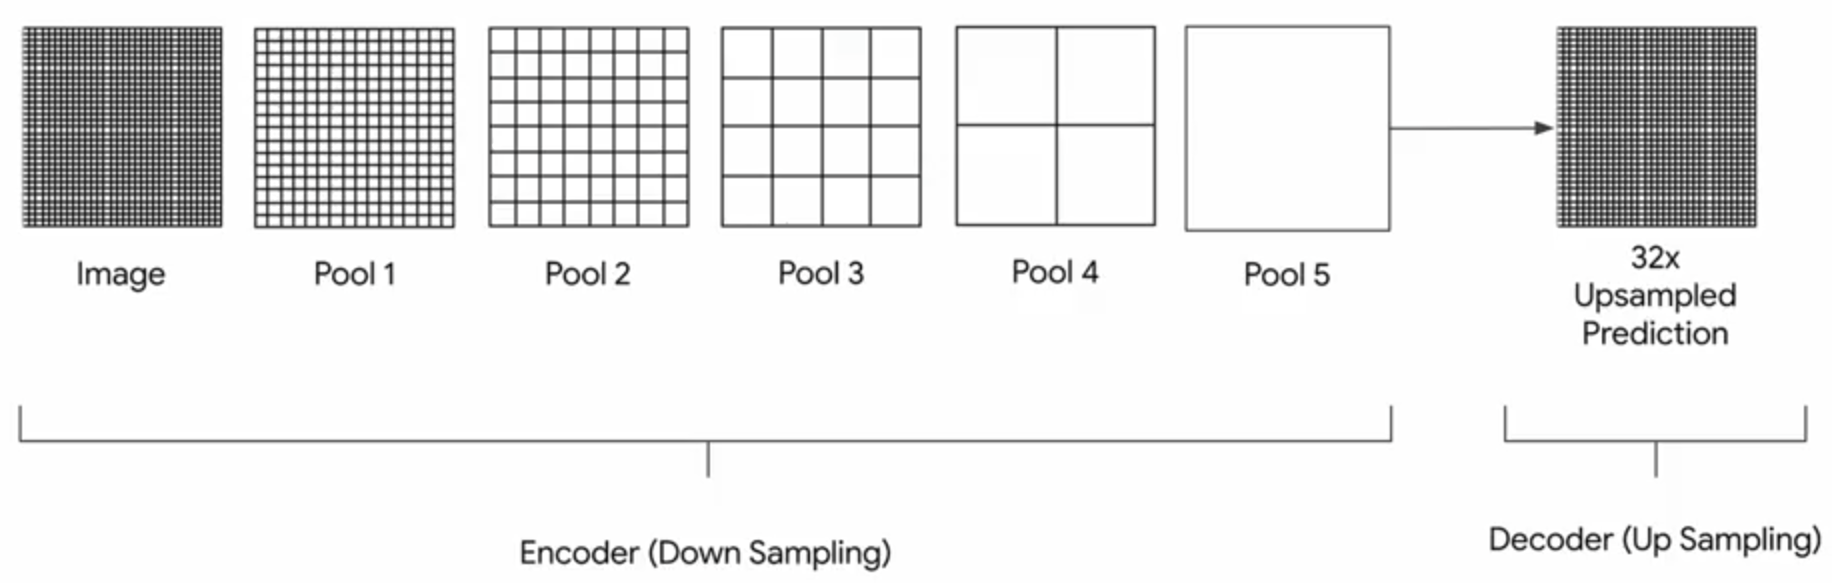 Image
Pool 1
Pool 2
Pool 3
Pool 4
Pool 5
32x
Upsampled
Prediction
Encoder (Down Sampling)
Decoder (Up Sampling)